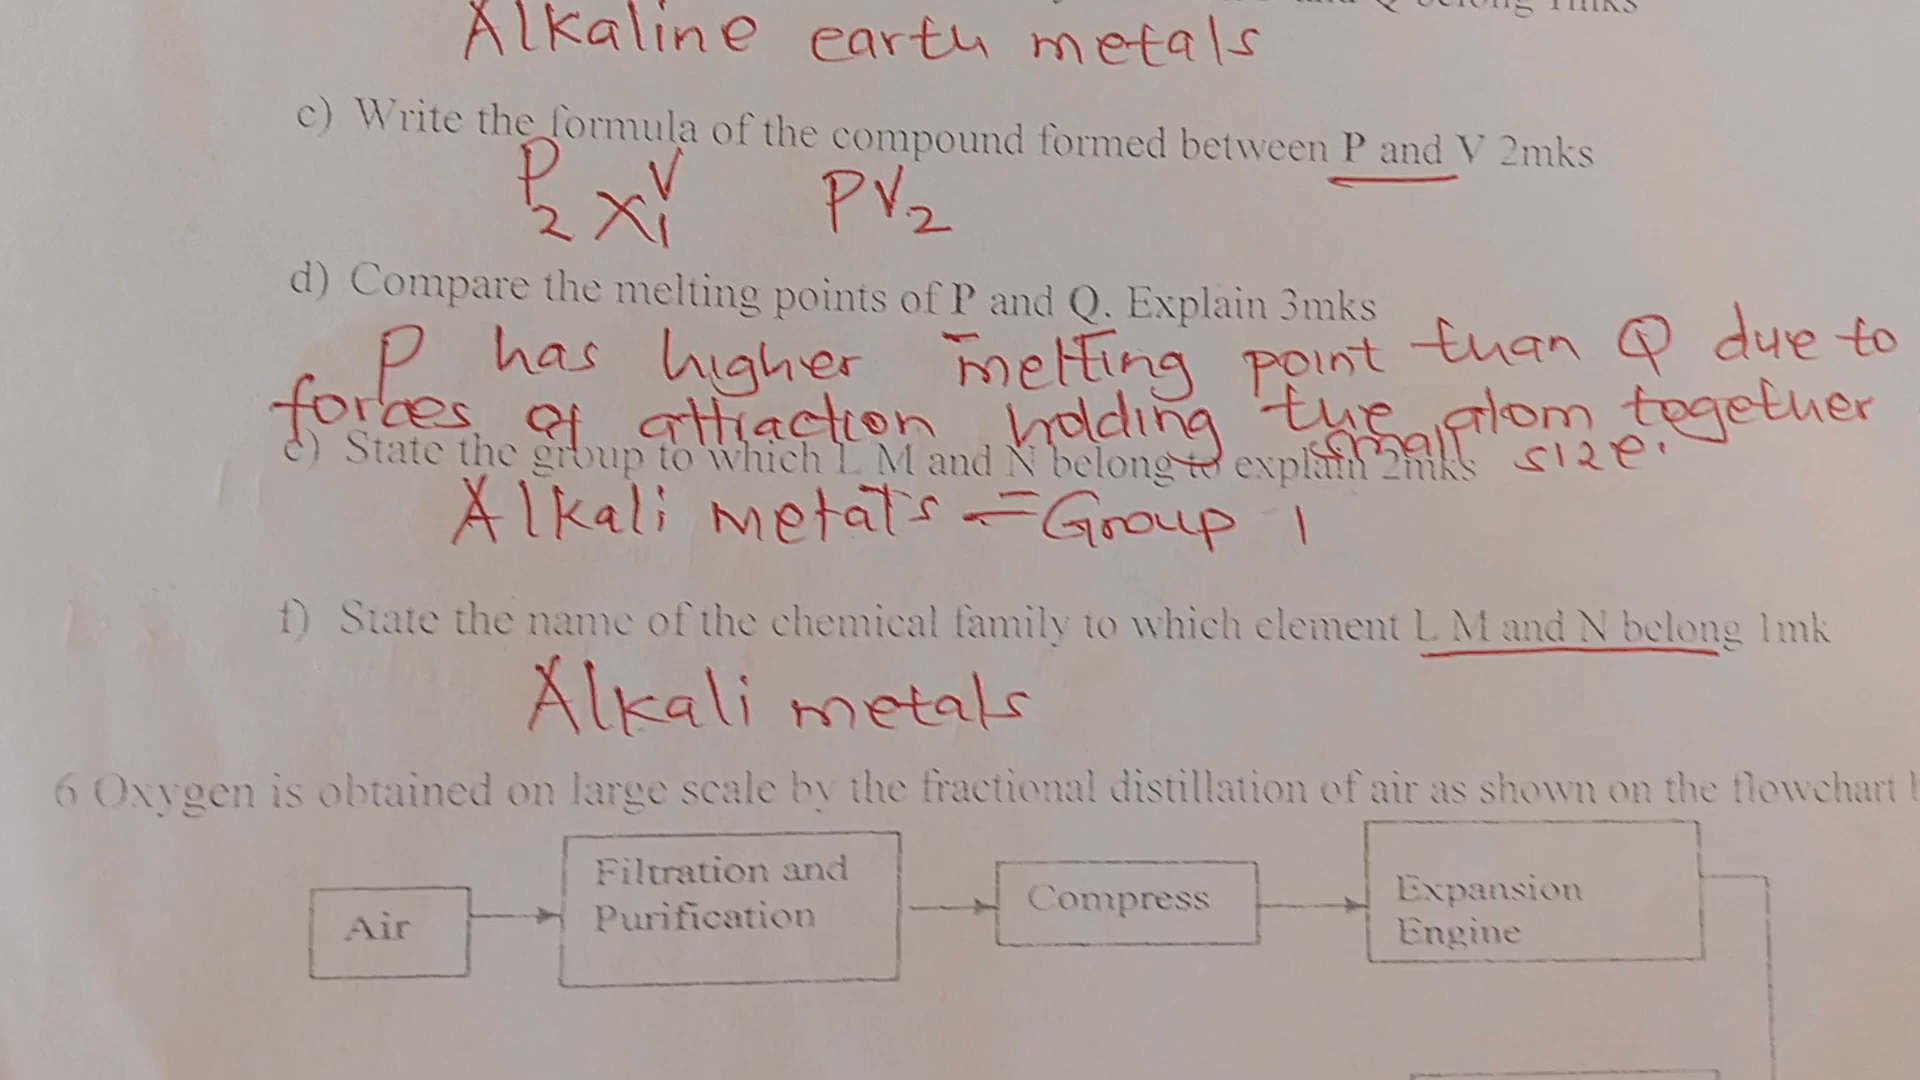 Q belong 1mks
Alkaline earth metals
c) Write the formula of the compound formed between P and V 2mks
P V PV2
2 X 1
d) Compare the melting points of P and Q. Explain 3mks
P has higher melting point than Q due to
forces of attraction holding the atom together
small size.
e) State the group to which L M and N belong to explain 2mks
Alkali metals = Group 1
f) State the name of the chemical family to which element L M and N belong 1mk
Alkali metals
6 Oxygen is obtained on large scale by the fractional distillation of air as shown on the flowchart
Air
Filtration and
Purification
Compress
Expansion
Engine